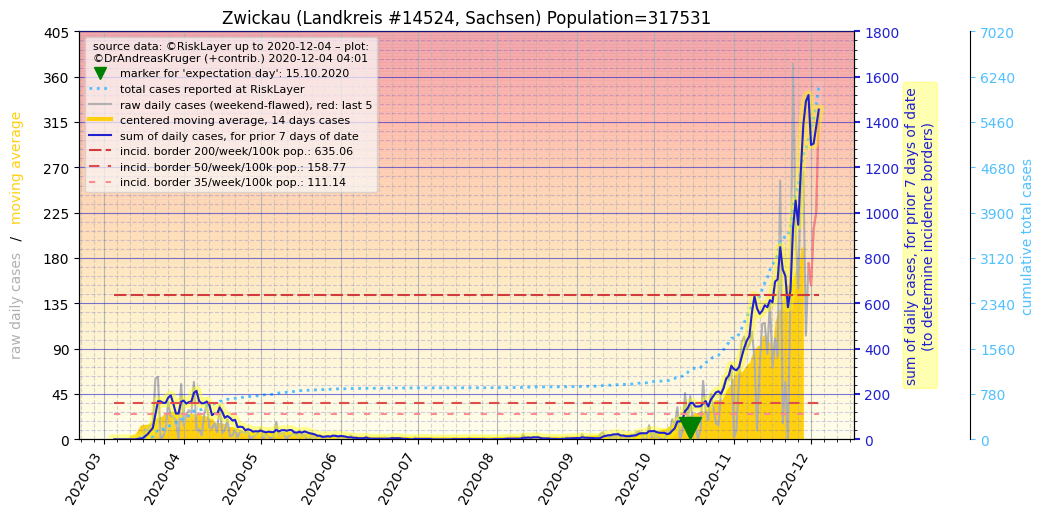 Zwickau (Landkreis #14524, Sachsen) Population=317531
source data: ©RiskLayer up to 2020-12-04 – plot:
©DrAndreasKruger (+contrib.) 2020-12-04 04:01
marker for 'expectation day': 15.10.2020
total cases reported at RiskLayer
raw daily cases (weekend-flawed), red: last 5
centered moving average, 14 days cases
sum of daily cases, for prior 7 days of date
incid. border 200/week/100k pop.: 635.06
incid. border 50/week/100k pop.: 158.77
incid. border 35/week/100k pop.: 111.14
raw daily cases / moving average
405
360
315
270
225
180
135
90
45
0
2020-03
2020-04
2020-05
2020-06
2020-07
2020-08
2020-09
2020-10
2020-11
2020-12
1800
1600
1400
1200
1000
800
600
400
200
0
sum of daily cases, for prior 7 days of date
(to determine incidence borders)
7020
6240
5460
4680
3900
3120
2340
1560
780
0
cumulative total cases